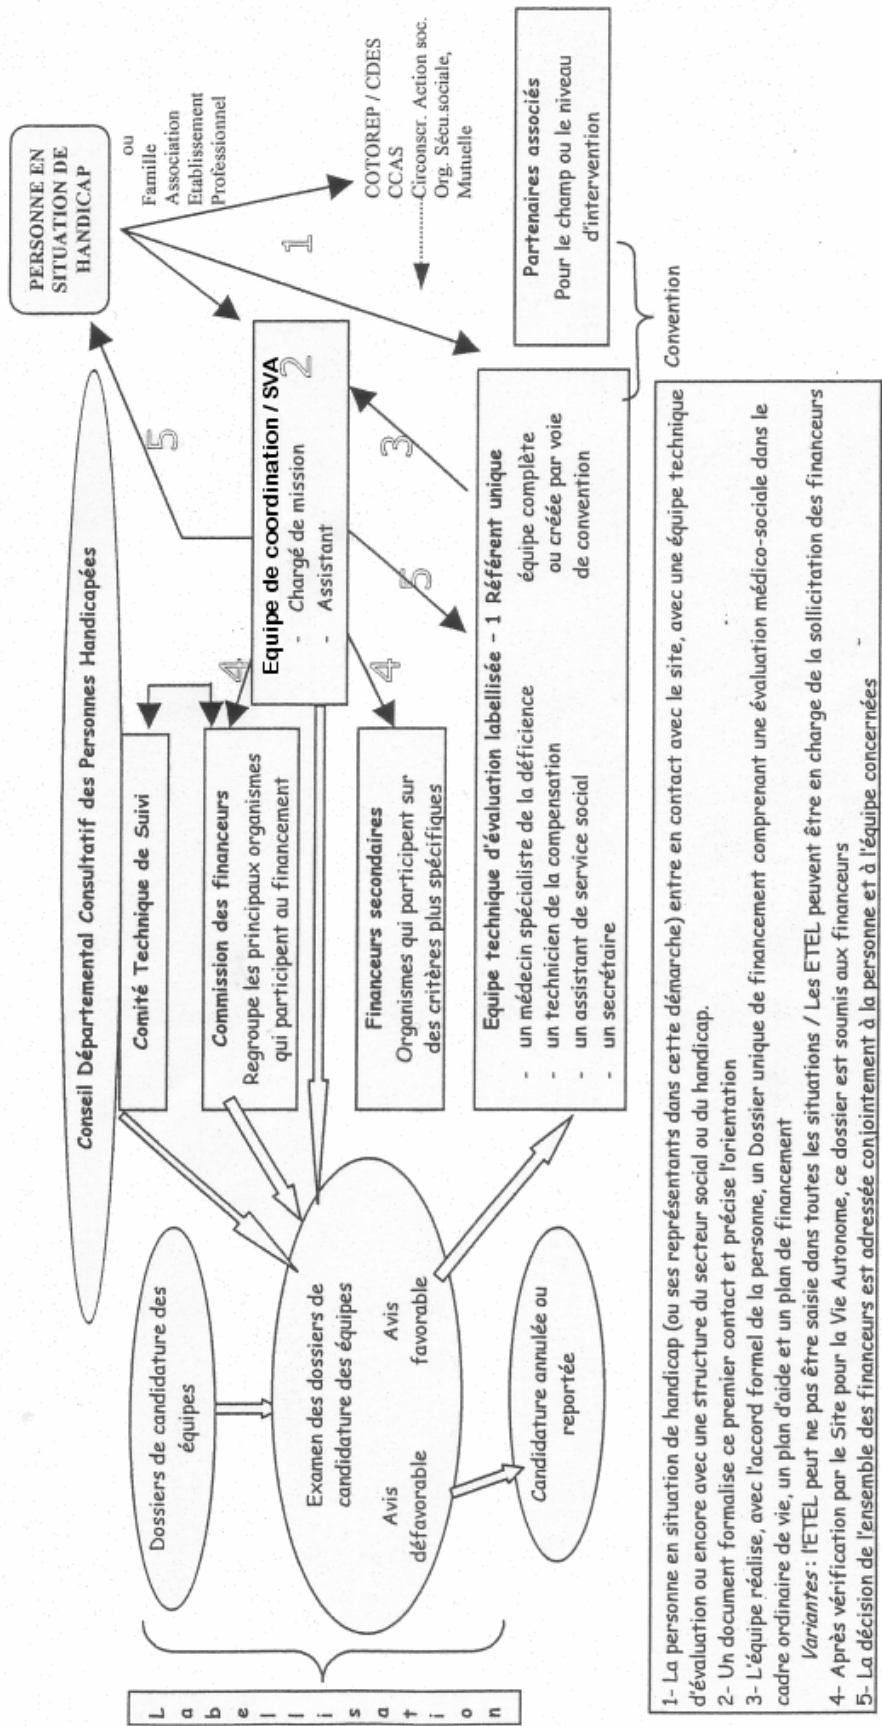 Labellisation
Dossiers de candidature des
équipes
Examen des dossiers de
candidature des équipes
Avis
défavorable
Avis
favorable
Candidature annulée ou
reportée
Conseil Départemental Consultatif des Personnes Handicapées
Comité Technique de Suivi
Commission des financeurs
Regroupe les principaux organismes
qui participent au financement
Financeurs secondaires
Organismes qui participent sur
des critères plus spécifiques
Equipe technique d'évaluation labellisée – 1 Référent unique
- un médecin spécialiste de la déficience
- un technicien de la compensation
- un assistant de service social
- un secrétaire
équipe complète
ou créée par voie
de convention
Equipe de coordination / SVA
- Chargé de mission
- Assistant
2
4
4
5
5
3
1
PERSONNE EN
SITUATION DE
HANDICAP
ou
Famille
Association
Etablissement
Professionnel
COTOREP / CDES
CCAS
Circonscr. Action soc.
Org. Sécu.sociale,
Mutuelle
Partenaires associés
Pour le champ ou le niveau
d'intervention
Convention
1- La personne en situation de handicap (ou ses représentants dans cette démarche) entre en contact avec le site, avec une équipe technique
d'évaluation ou encore avec une structure du secteur social ou du handicap.
2- Un document formalise ce premier contact et précise l'orientation
3- L'équipe réalise, avec l'accord formel de la personne, un Dossier unique de financement comprenant une évaluation médico-sociale dans le
cadre ordinaire de vie, un plan d'aide et un plan de financement
Variantes : l'ETEL peut ne pas être saisie dans toutes les situations / Les ETEL peuvent être en charge de la sollicitation des financeurs
4- Après vérification par le Site pour la Vie Autonome, ce dossier est soumis aux financeurs
5- La décision de l'ensemble des financeurs est adressée conjointement à la personne et à l'équipe concernées